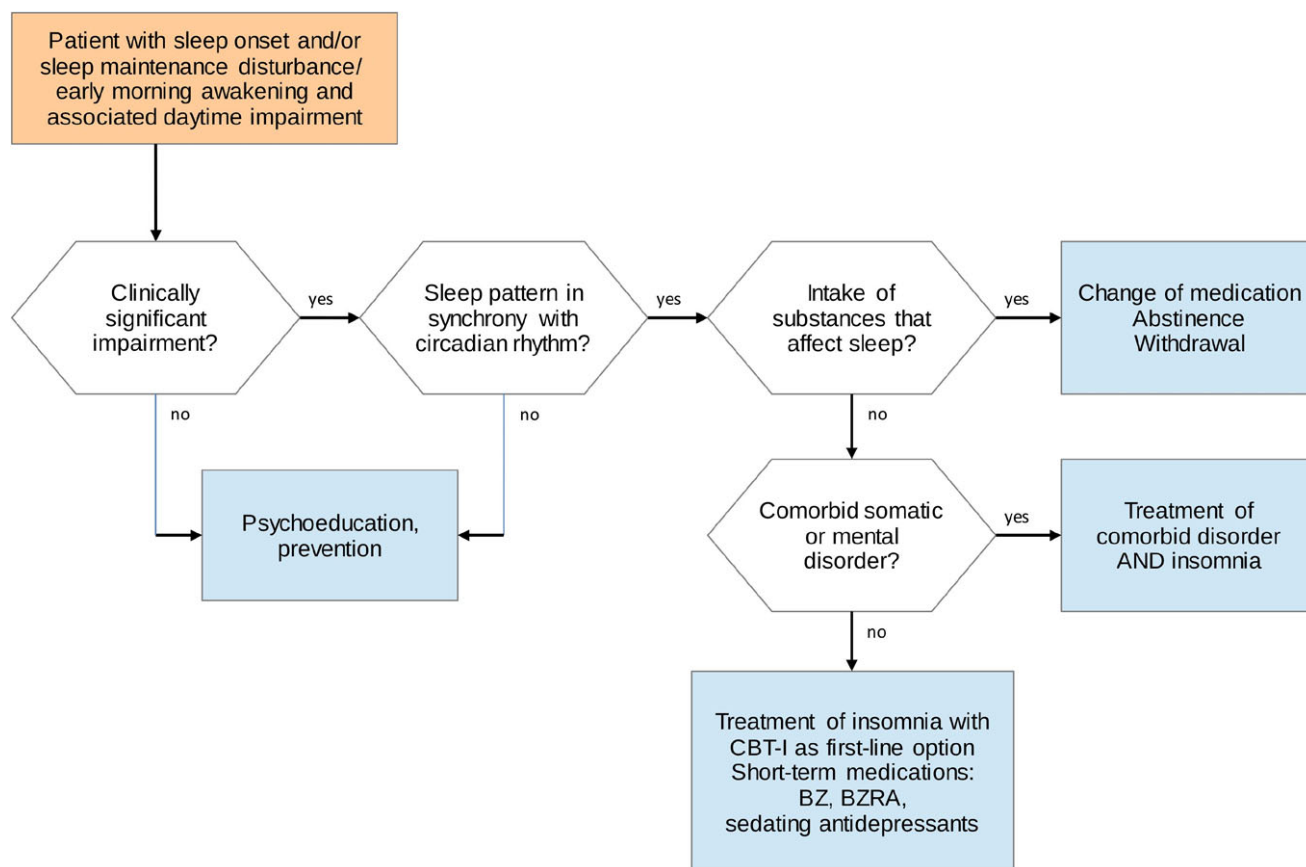 Patient with sleep onset and/or
sleep maintenance disturbance/
early morning awakening and
associated daytime impairment
Clinically
significant
impairment?
yes
Sleep pattern in
synchrony with
circadian rhythm?
yes
Intake of
substances that
affect sleep?
yes
Change of medication
Abstinence
Withdrawal
no
no
no
Psychoeducation,
prevention
Comorbid somatic
or mental
disorder?
yes
Treatment of
comorbid disorder
AND insomnia
no
Treatment of insomnia with
CBT-I as first-line option
Short-term medications:
BZ, BZRA,
sedating antidepressants